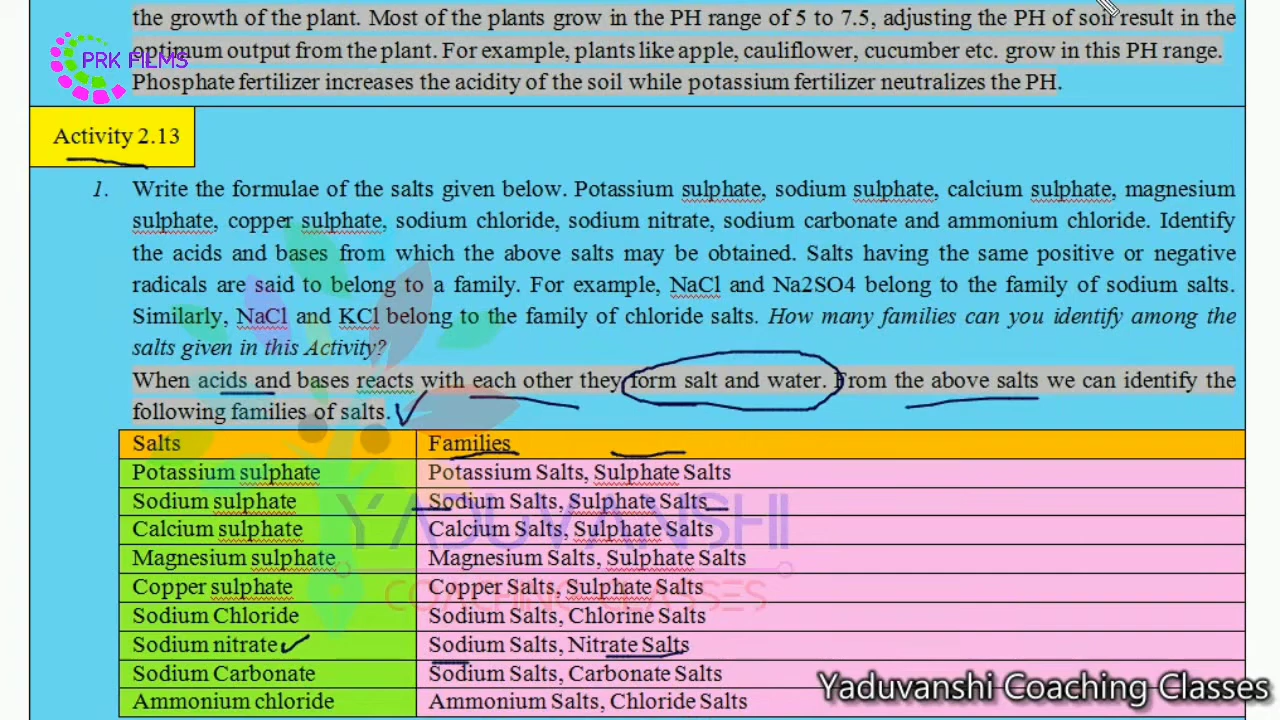 the growth of the plant. Most of the plants grow in the PH range of 5 to 7.5, adjusting the PH of soil result in the
optimum output from the plant. For example, plants like apple, cauliflower, cucumber etc. grow in this PH range.
PRK FILMS
Phosphate fertilizer increases the acidity of the soil while potassium fertilizer neutralizes the PH.
Activity 2.13
1. Write the formulae of the salts given below. Potassium sulphate, sodium sulphate, calcium sulphate, magnesium
sulphate, copper sulphate, sodium chloride, sodium nitrate, sodium carbonate and ammonium chloride. Identify
the acids and bases from which the above salts may be obtained. Salts having the same positive or negative
radicals are said to belong to a family. For example, NaCl and Na2SO4 belong to the family of sodium salts.
Similarly, NaCl and KCl belong to the family of chloride salts. How many families can you identify among the
salts given in this Activity?
When acids and bases reacts with each other they form salt and water. From the above salts we can identify the
following families of salts.
Salts Families
Potassium sulphate Potassium Salts, Sulphate Salts
Sodium sulphate Sodium Salts, Sulphate Salts
Calcium sulphate Calcium Salts, Sulphate Salts
Magnesium sulphate Magnesium Salts, Sulphate Salts
Copper sulphate Copper Salts, Sulphate Salts
Sodium Chloride Sodium Salts, Chlorine Salts
Sodium nitrate Sodium Salts, Nitrate Salts
Sodium Carbonate Sodium Salts, Carbonate Salts
Ammonium chloride Ammonium Salts, Chloride Salts
YADUVANSHI
COACHING CLASSES
Yaduvanshi Coaching Classes